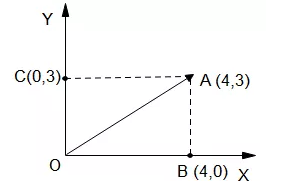 Y
C(0,3)
A (4,3)
O
B (4,0)
X